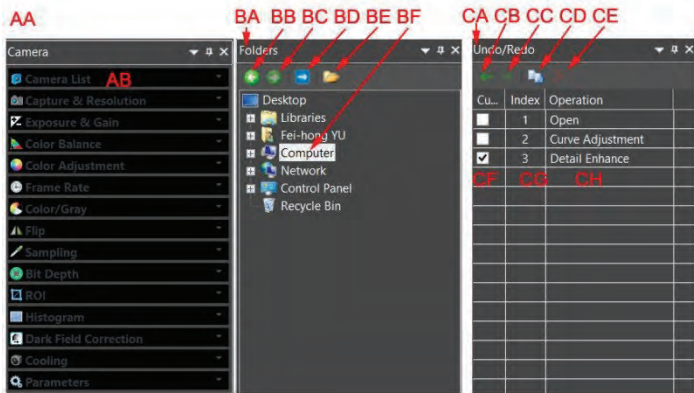 AA
BA BB BC BD BE BF
CA CB CC CD CE
Camera
Camera List AB
Capture & Resolution
Exposure & Gain
Color Balance
Color Adjustment
Frame Rate
Color/Gray
Flip
Sampling
Bit Depth
ROI
Histogram
Dark Field Correction
Cooling
Parameters
Folders
Desktop
Libraries
Fei-hong YU
Computer
Network
Control Panel
Recycle Bin
Undo/Redo
Cu... Index Operation
1 Open
2 Curve Adjustment
3 Detail Enhance
CF CG CH